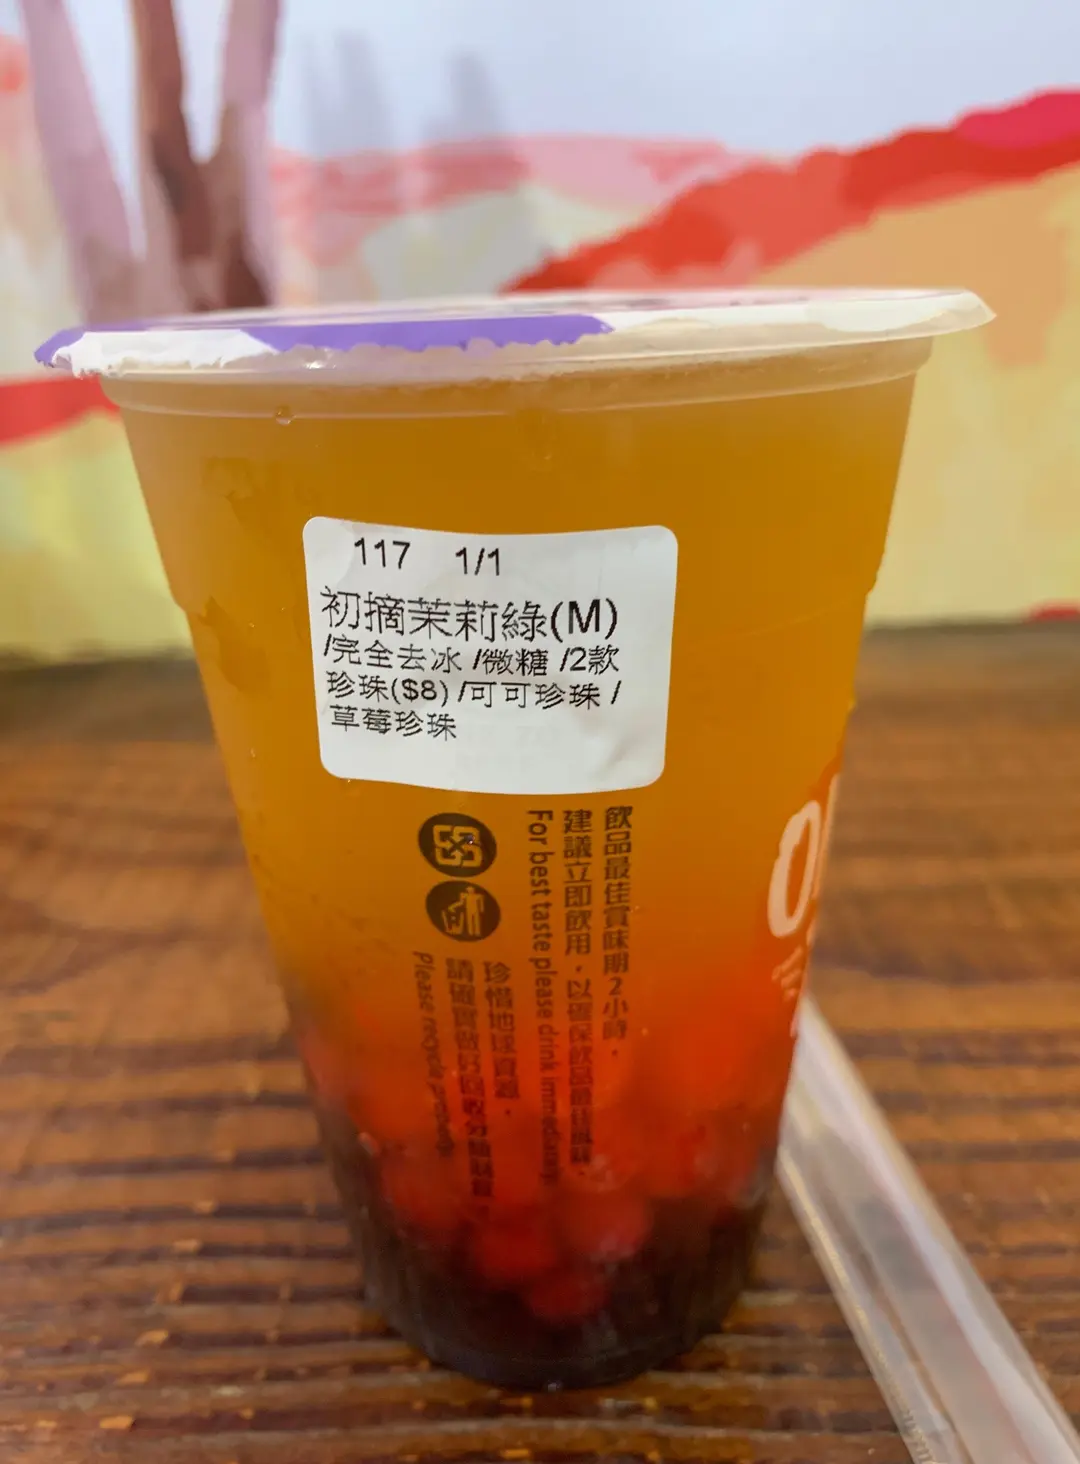 117 1/1
初摘茉莉綠(M)
/完全去冰 /微糖 /2款
珍珠($8) /可可珍珠 /
草莓珍珠
飲品最佳賞味期2小時，
建議立即飲用，以確保飲品最佳風味。
For best taste please drink immediately
珍惜地球資源，
請確實做好回收分類
Please recycle properly